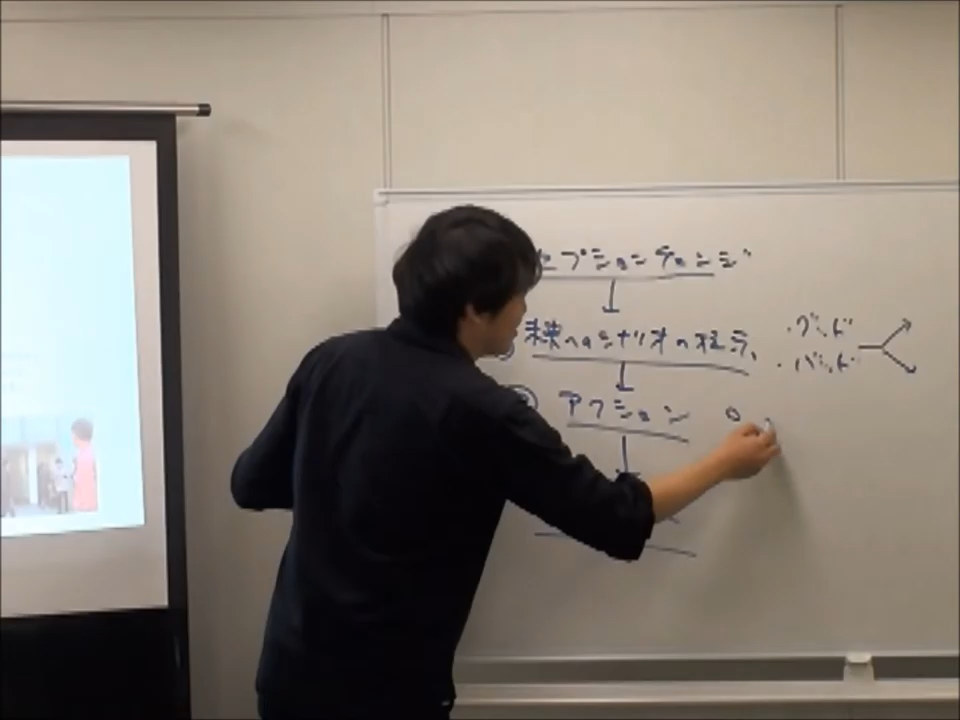 セプションチェンジ
未来へのシナリオの提示
・グッド
・バッド
③ アクション